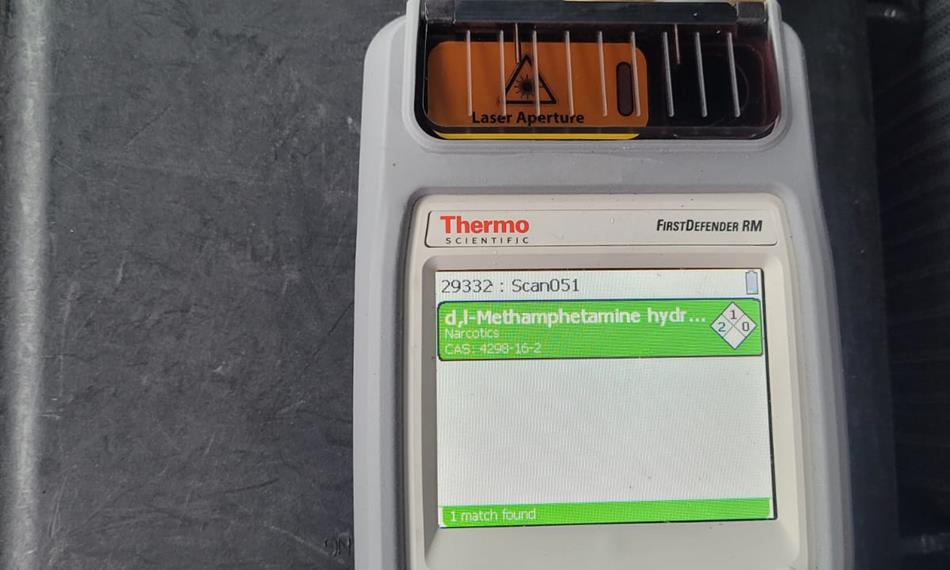 Laser Aperture
Thermo
SCIENTIFIC
FIRSTDEFENDER RM
29332 : Scan051
d,l-Methamphetamine hydr...
1
2 0
Narcotics
CAS: 4298-16-2
1 match found